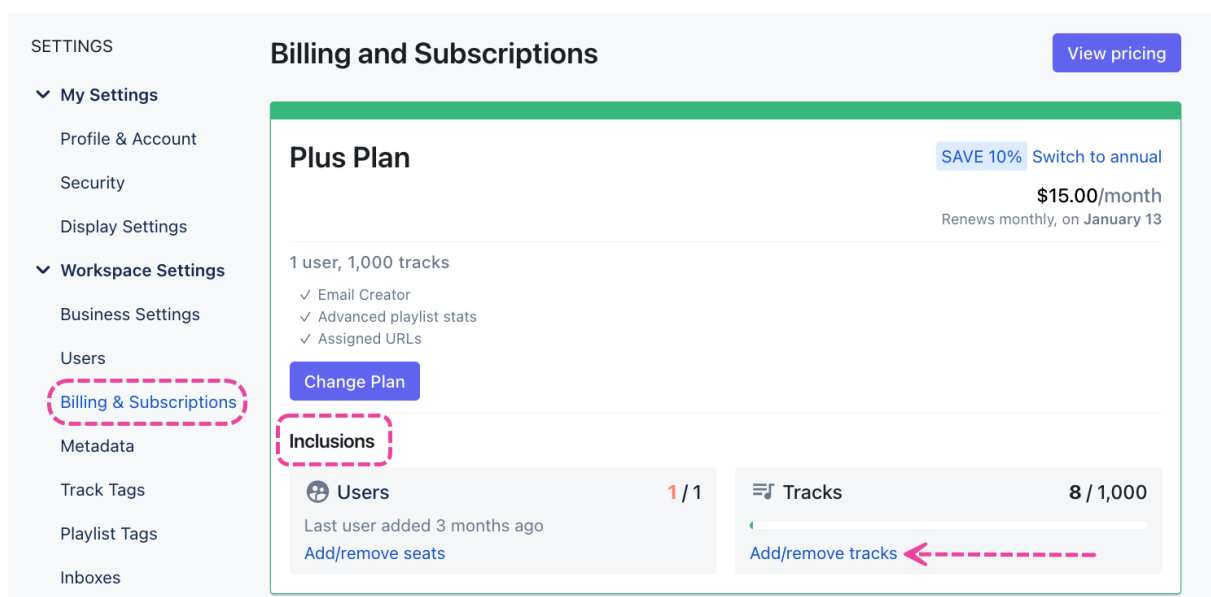 SETTINGS
My Settings
Profile & Account
Security
Display Settings
Workspace Settings
Business Settings
Users
Billing & Subscriptions
Metadata
Track Tags
Playlist Tags
Inboxes
Billing and Subscriptions
View pricing
Plus Plan
SAVE 10% Switch to annual
$15.00/month
Renews monthly, on January 13
1 user, 1,000 tracks
✓ Email Creator
✓ Advanced playlist stats
✓ Assigned URLs
Change Plan
Inclusions
Users 1 / 1
Last user added 3 months ago
Add/remove seats
Tracks 8 / 1,000
Add/remove tracks